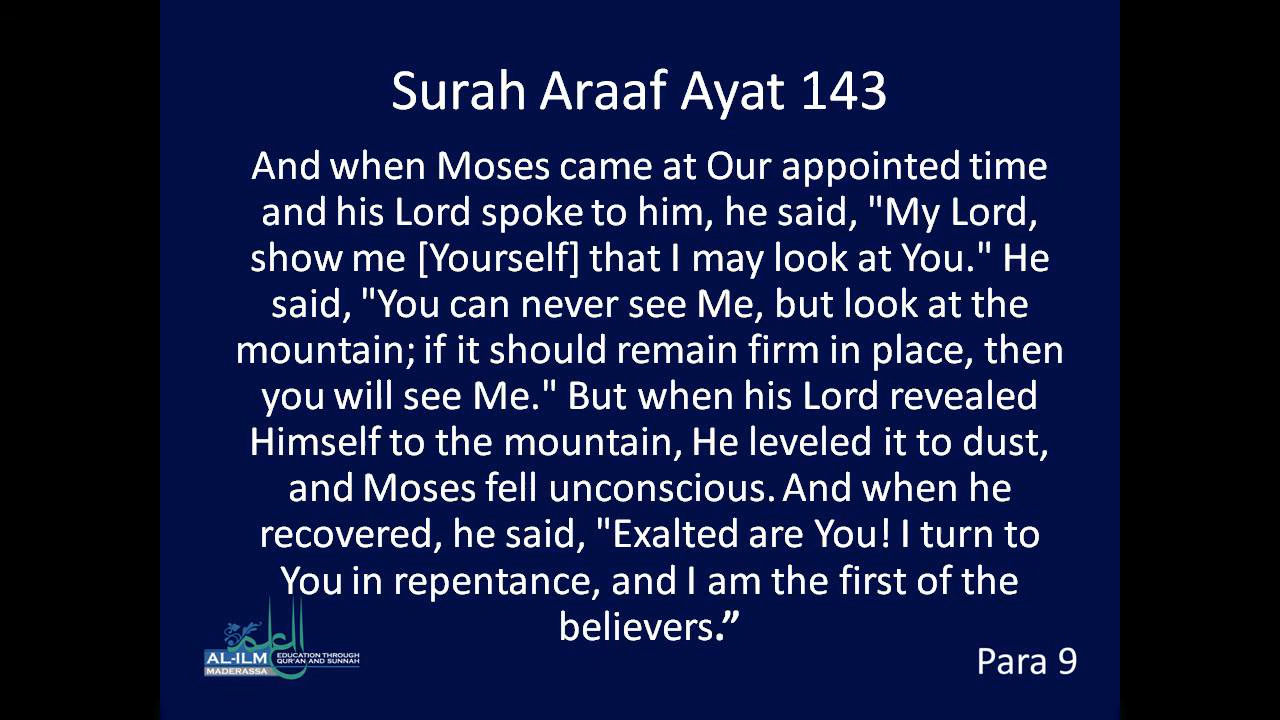 Surah Araaf Ayat 143
And when Moses came at Our appointed time
and his Lord spoke to him, he said, "My Lord,
show me [Yourself] that I may look at You." He
said, "You can never see Me, but look at the
mountain; if it should remain firm in place, then
you will see Me." But when his Lord revealed
Himself to the mountain, He leveled it to dust,
and Moses fell unconscious. And when he
recovered, he said, "Exalted are You! I turn to
You in repentance, and I am the first of the
believers.”
العلم
AL-ILM
MADERASSA
EDUCATION THROUGH
QUR'AN AND SUNNAH
Para 9